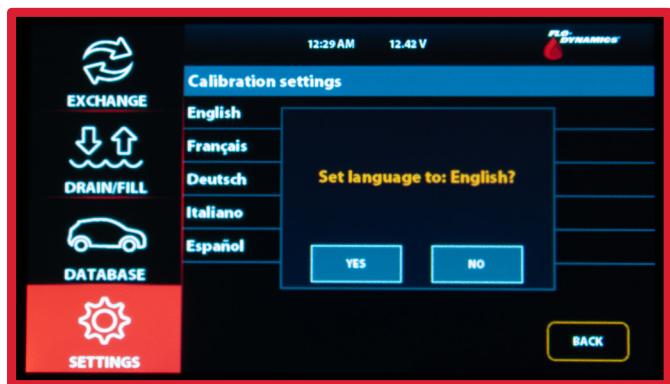 12:29 AM 12.42 V
FLO-
DYNAMICS
EXCHANGE
DRAIN/FILL
DATABASE
SETTINGS
Calibration settings
English
Français
Deutsch
Italiano
Español
Set language to: English?
YES NO
BACK